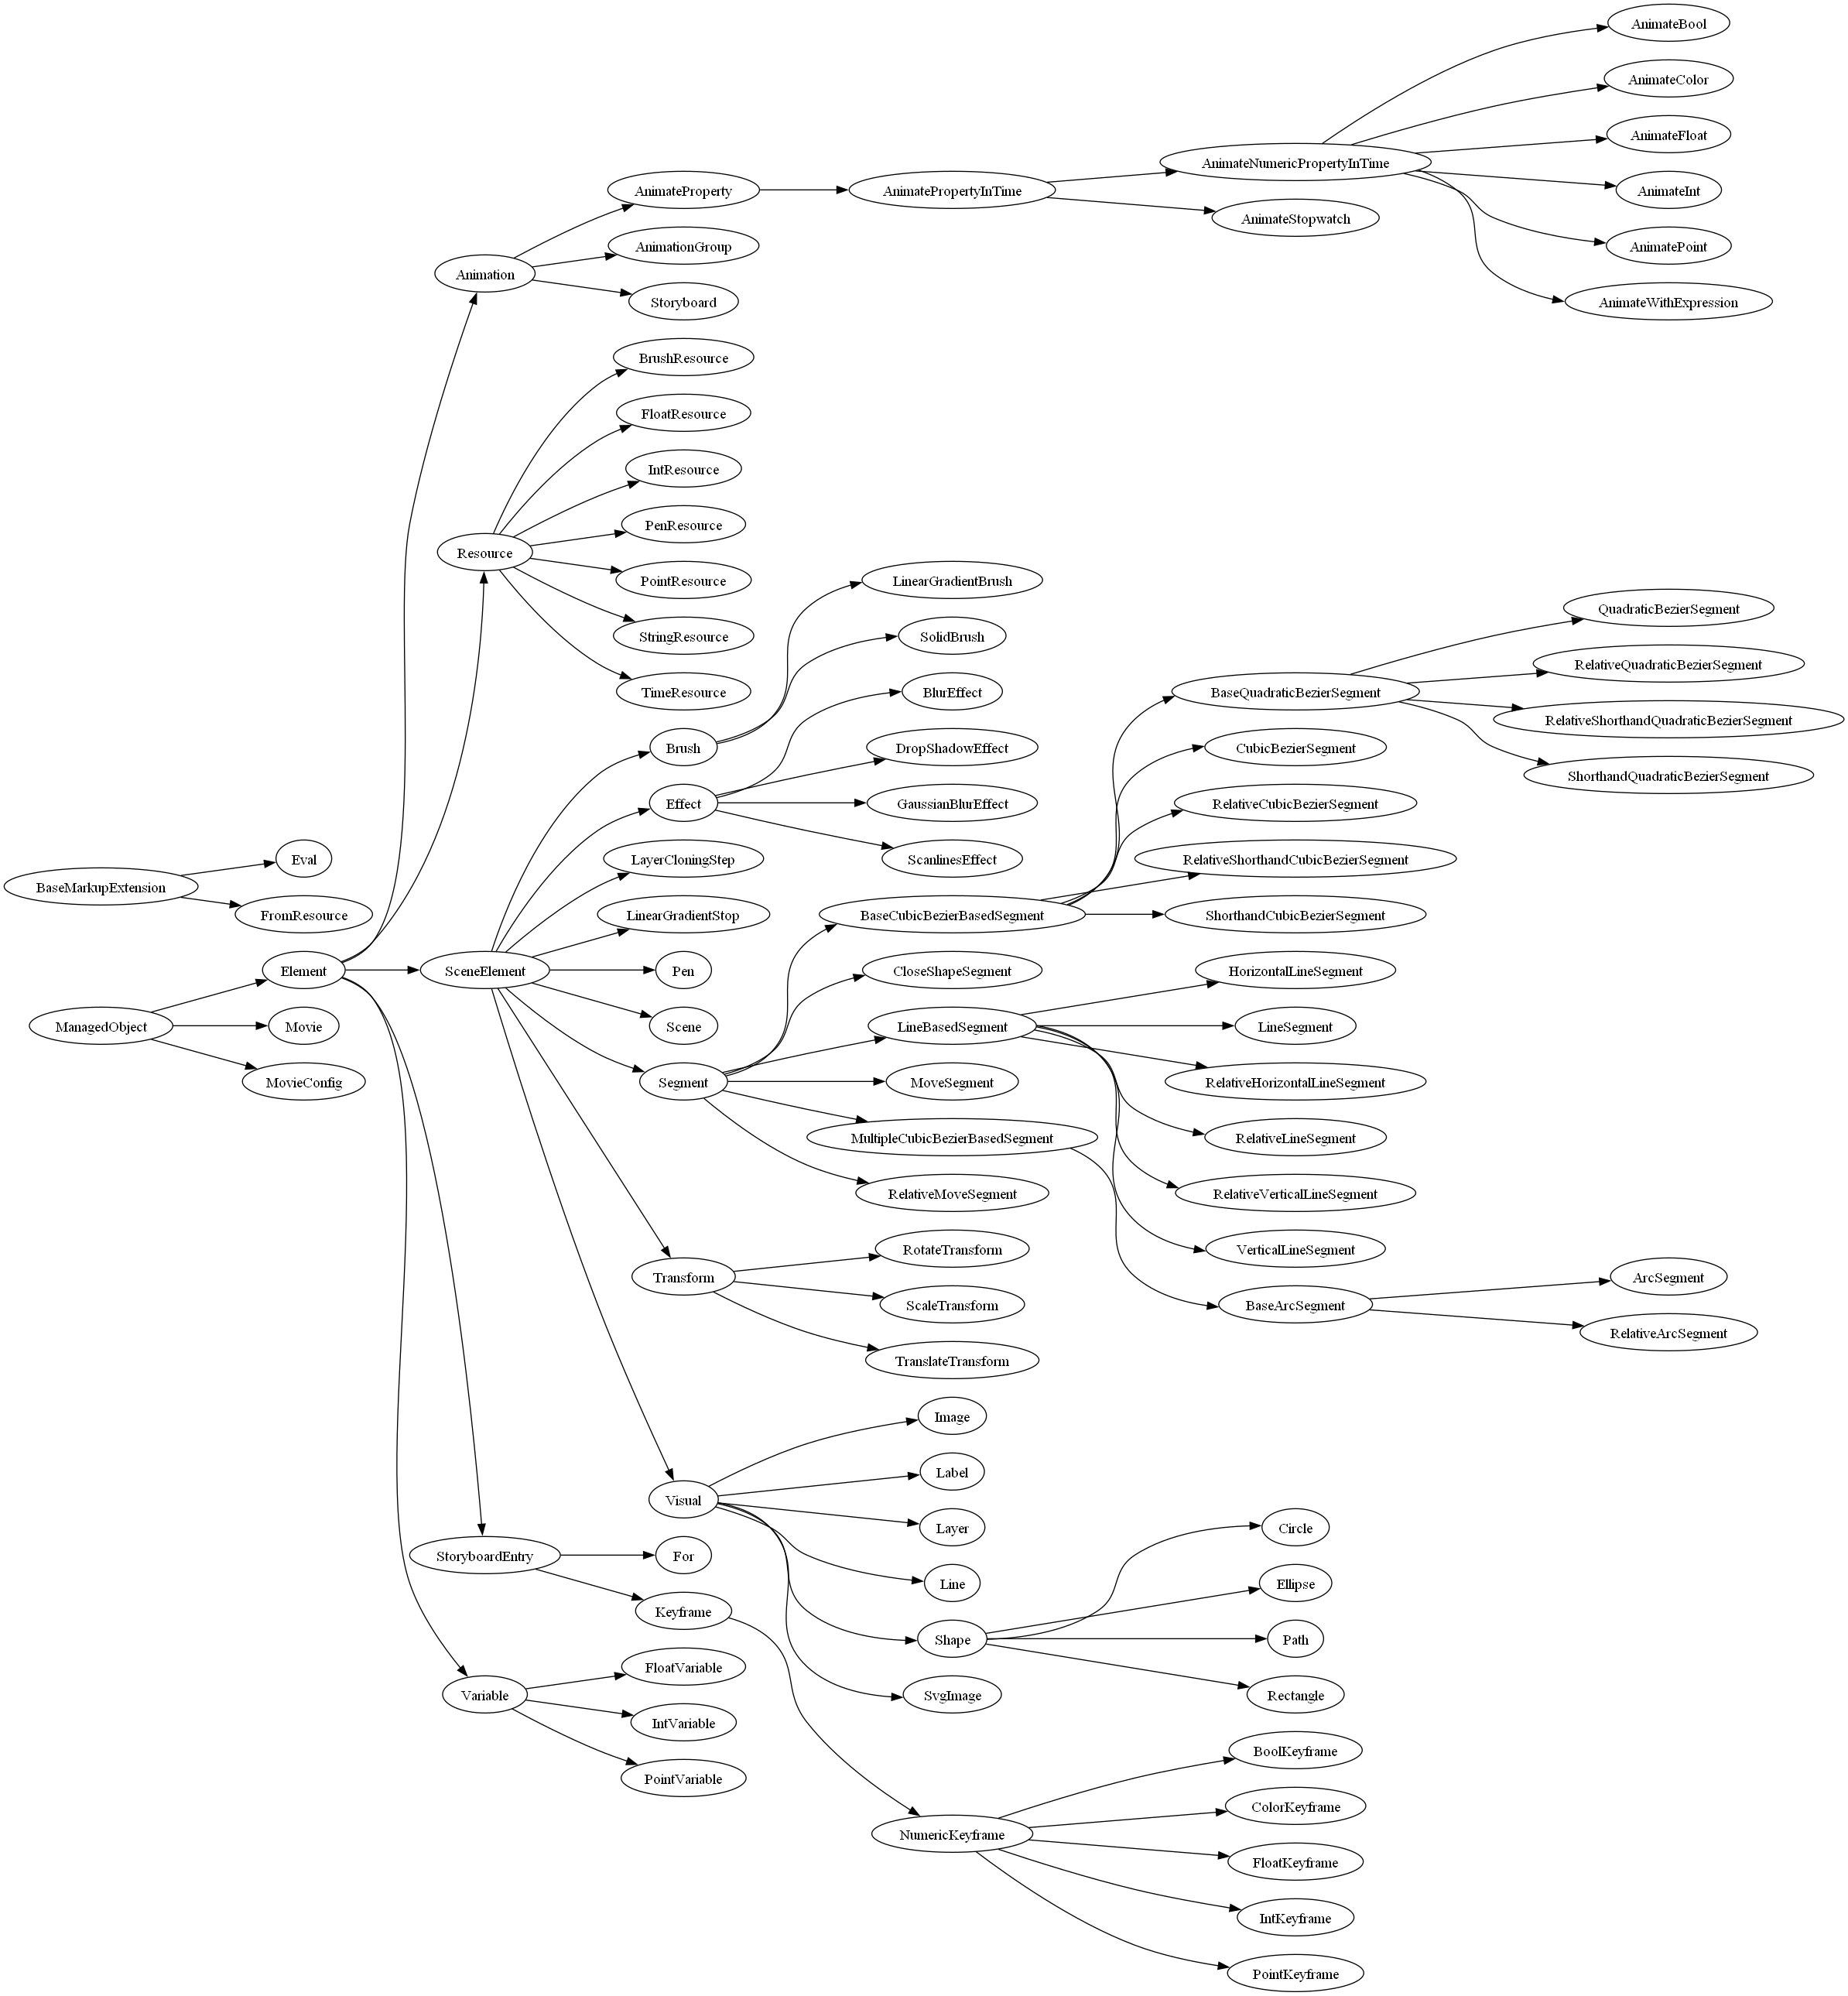 AnimateBool
AnimateColor
AnimateFloat
AnimateNumericPropertyInTime
AnimateProperty
AnimatePropertyInTime
AnimateInt
AnimateStopwatch
AnimationGroup
AnimatePoint
Animation
Storyboard
AnimateWithExpression
BrushResource
FloatResource
IntResource
PenResource
Resource
PointResource
LinearGradientBrush
QuadraticBezierSegment
StringResource
SolidBrush
RelativeQuadraticBezierSegment
TimeResource
BlurEffect
BaseQuadraticBezierSegment
RelativeShorthandQuadraticBezierSegment
Brush
DropShadowEffect
CubicBezierSegment
ShorthandQuadraticBezierSegment
Effect
GaussianBlurEffect
RelativeCubicBezierSegment
Eval
LayerCloningStep
ScanlinesEffect
RelativeShorthandCubicBezierSegment
BaseMarkupExtension
FromResource
LinearGradientStop
BaseCubicBezierBasedSegment
ShorthandCubicBezierSegment
Element
SceneElement
Pen
CloseShapeSegment
HorizontalLineSegment
ManagedObject
Movie
Scene
LineBasedSegment
LineSegment
MovieConfig
Segment
MoveSegment
RelativeHorizontalLineSegment
MultipleCubicBezierBasedSegment
RelativeLineSegment
RelativeMoveSegment
RelativeVerticalLineSegment
RotateTransform
VerticalLineSegment
Transform
ArcSegment
ScaleTransform
BaseArcSegment
RelativeArcSegment
TranslateTransform
Image
Label
Visual
Layer
Circle
StoryboardEntry
For
Line
Ellipse
Keyframe
Shape
Path
FloatVariable
Variable
SvgImage
Rectangle
IntVariable
BoolKeyframe
PointVariable
ColorKeyframe
NumericKeyframe
FloatKeyframe
IntKeyframe
PointKeyframe